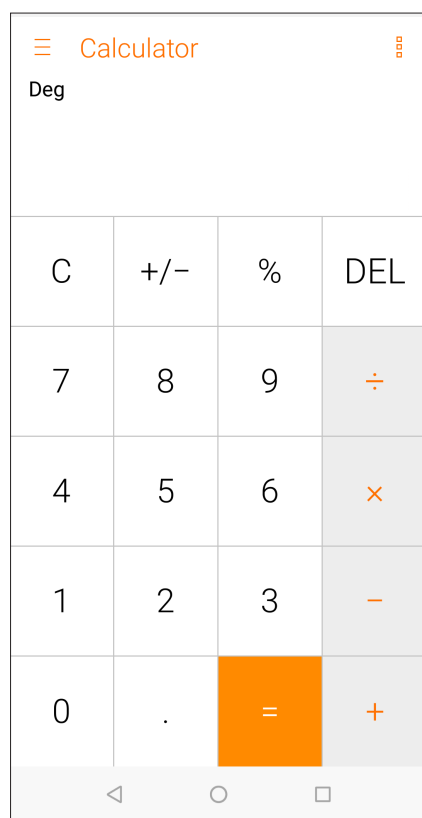 Calculator
Deg
C +/− % DEL
7 8 9 ÷
4 5 6 ×
1 2 3 −
0 . = +